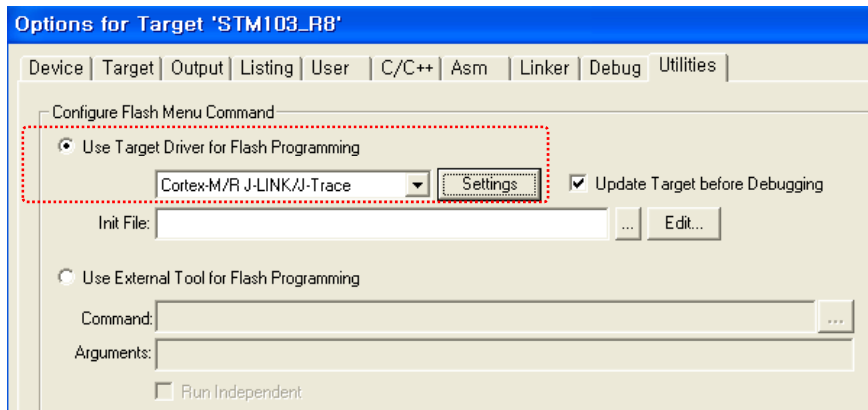 Options for Target 'STM103_R8'
Device Target Output Listing User C/C++ Asm Linker Debug Utilities
Configure Flash Menu Command
Use Target Driver for Flash Programming
Cortex-M/R J-LINK/J-Trace Settings Update Target before Debugging
Init File: ... Edit...
Use External Tool for Flash Programming
Command: ...
Arguments:
Run Independent